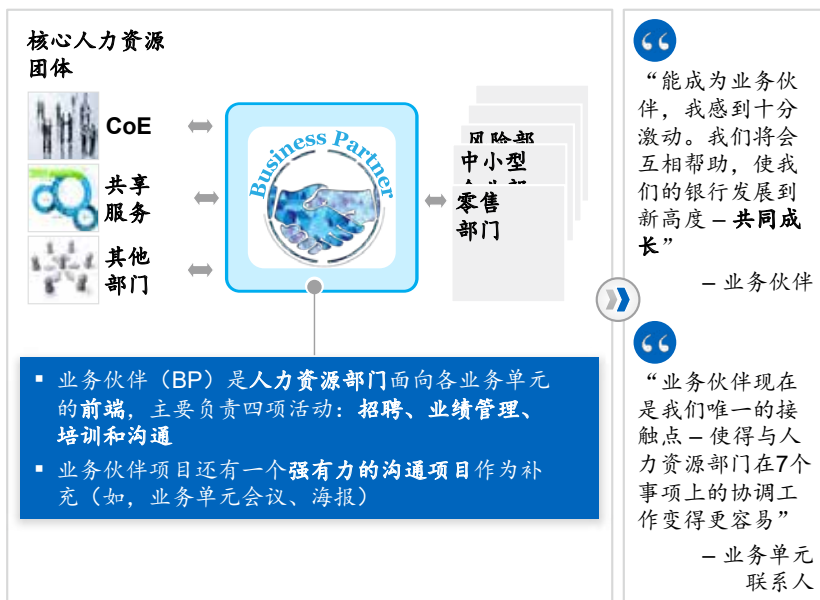 核心人力资源
团体
CoE
共享
服务
其他
部门
Business Partner
风险部
中小型
零售
部门
▪ 业务伙伴（BP）是人力资源部门面向各业务单元
的前端，主要负责四项活动：招聘、业绩管理、
培训和沟通
▪ 业务伙伴项目还有一个强有力的沟通项目作为补
充（如，业务单元会议、海报）
“能成为业务伙
伴，我感到十分
激动。我们将会
互相帮助，使我
们的银行发展到
新高度 – 共同成
长”
– 业务伙伴
“业务伙伴现在
是我们唯一的接
触点 – 使得与人
力资源部门在7个
事项上的协调工
作变得更容易”
– 业务单元
联系人